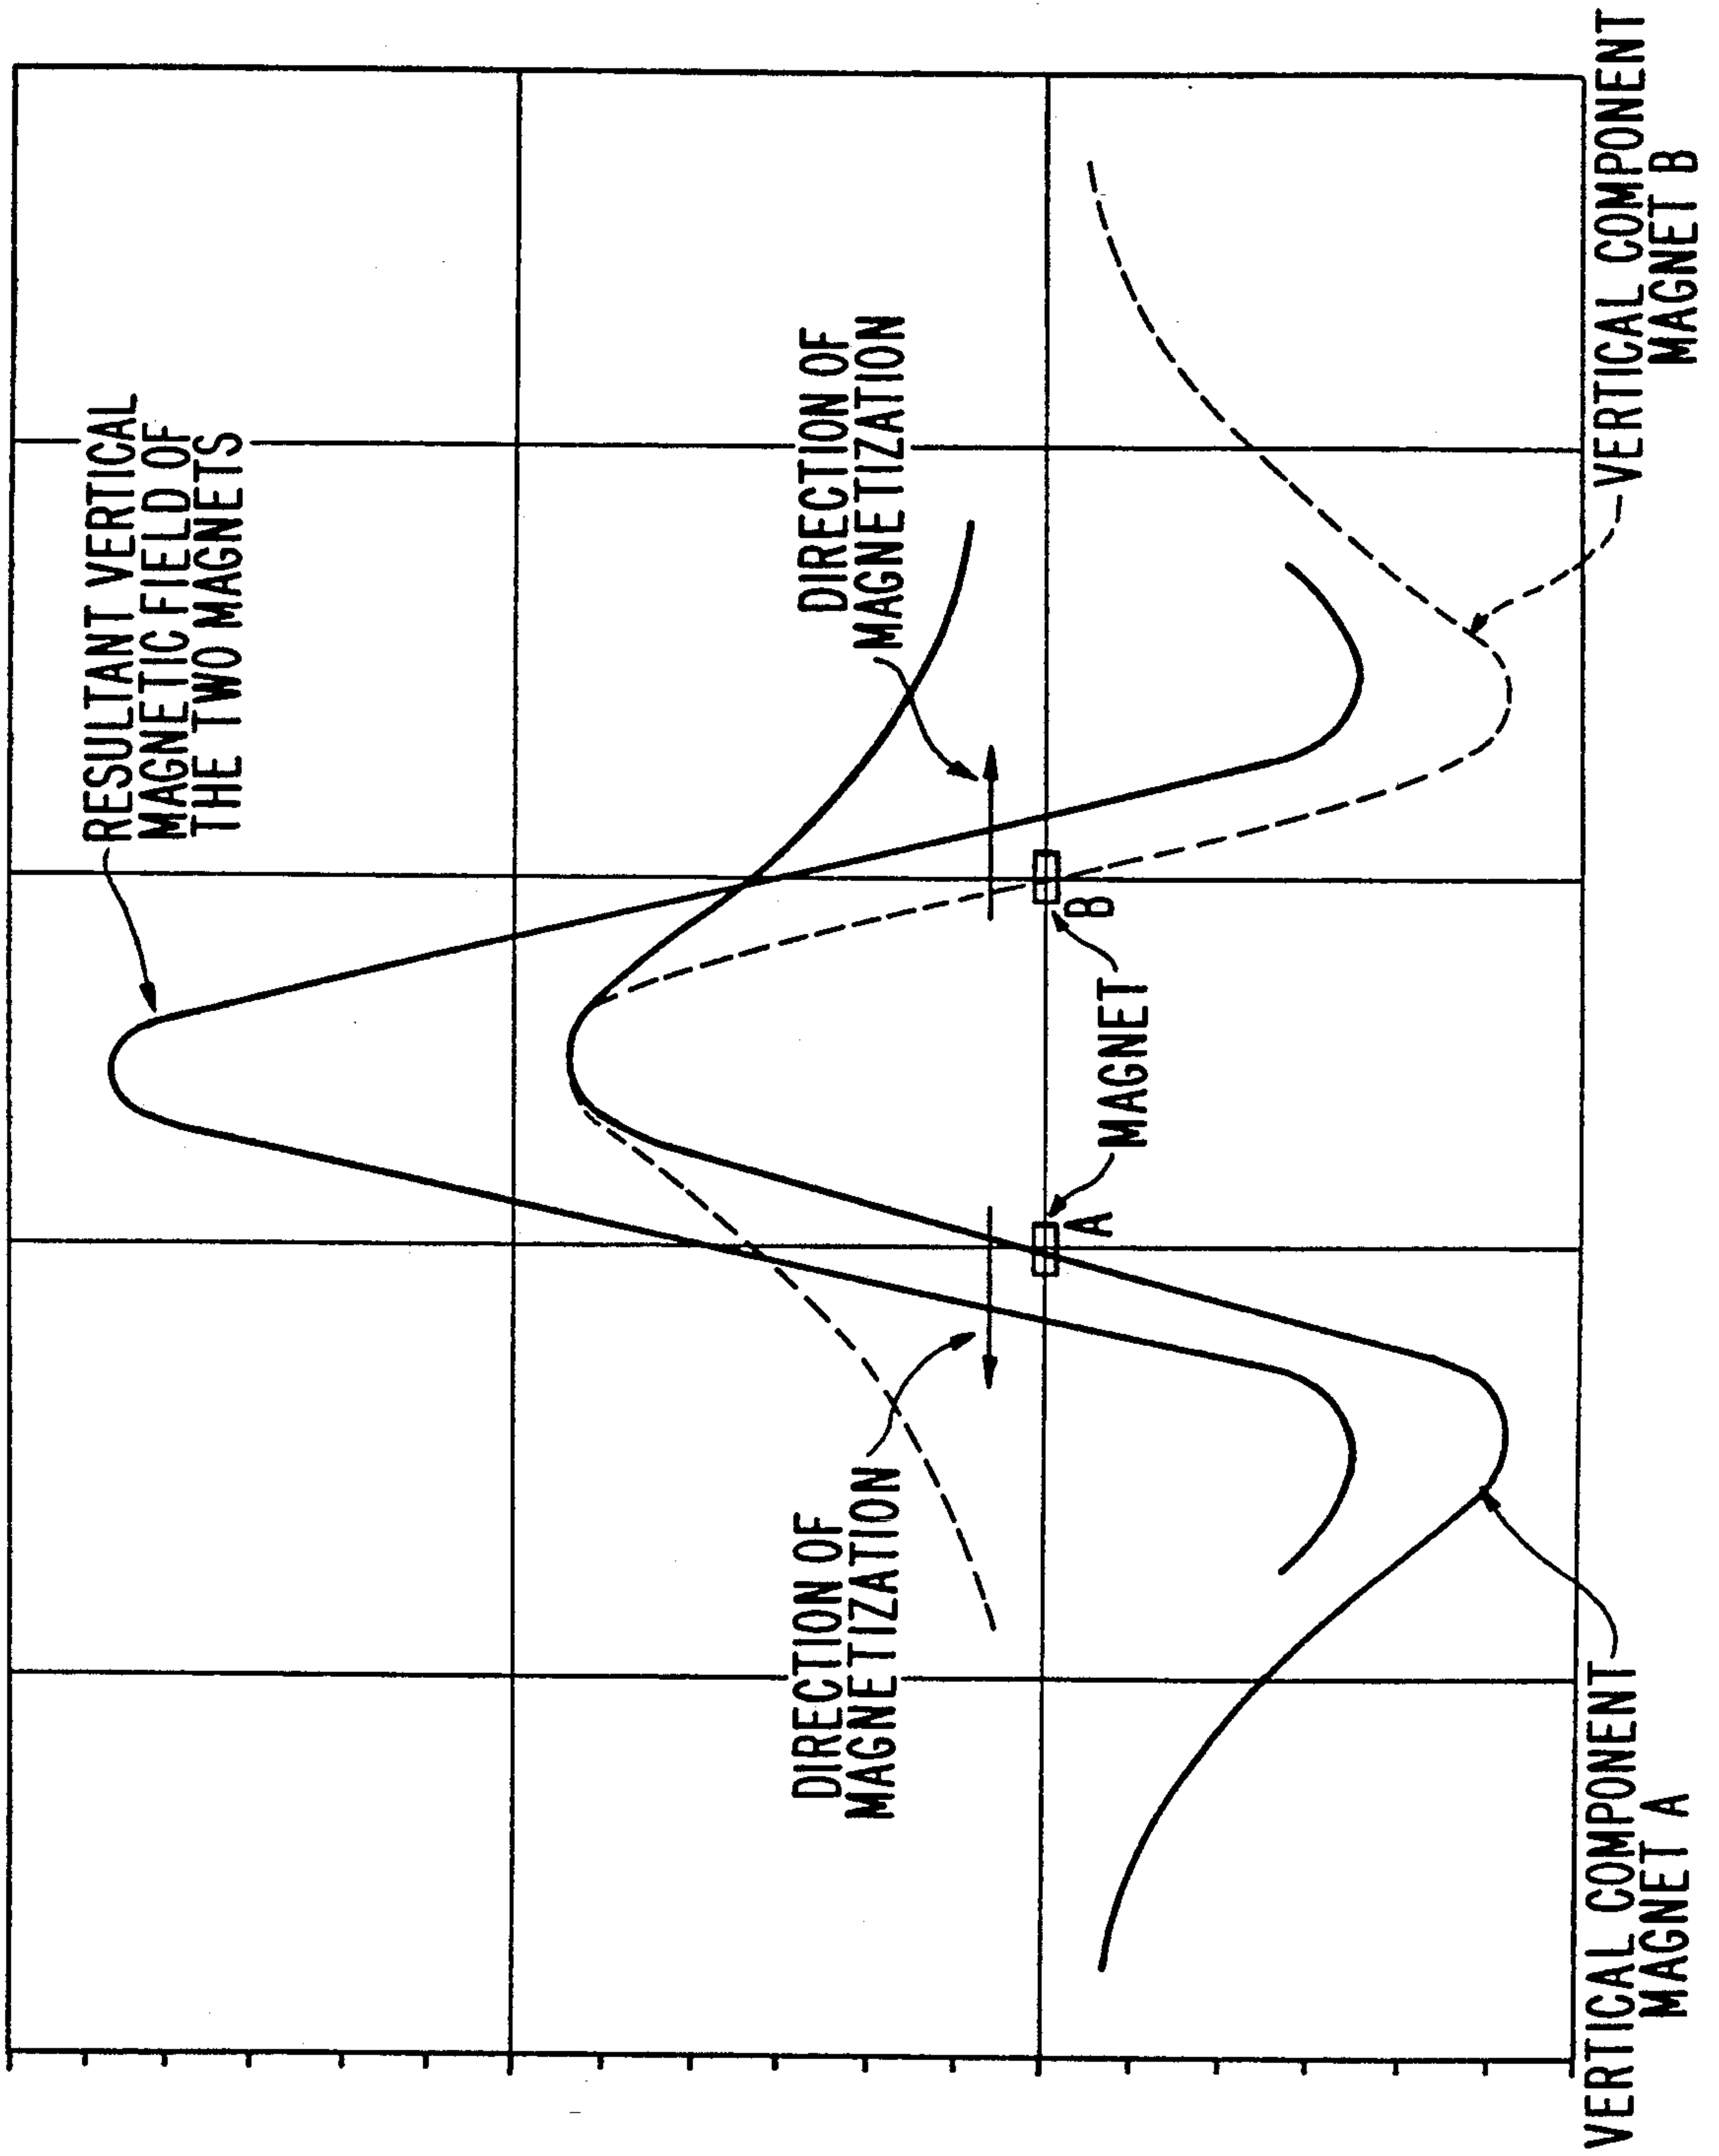 RESULTANT VERTICAL
MAGNETIC FIELD OF
THE TWO MAGNETS
DIRECTION OF
MAGNETIZATION
DIRECTION OF
MAGNETIZATION
A
MAGNET
B
VERTICAL COMPONENT
MAGNET A
VERTICAL COMPONENT
MAGNET B